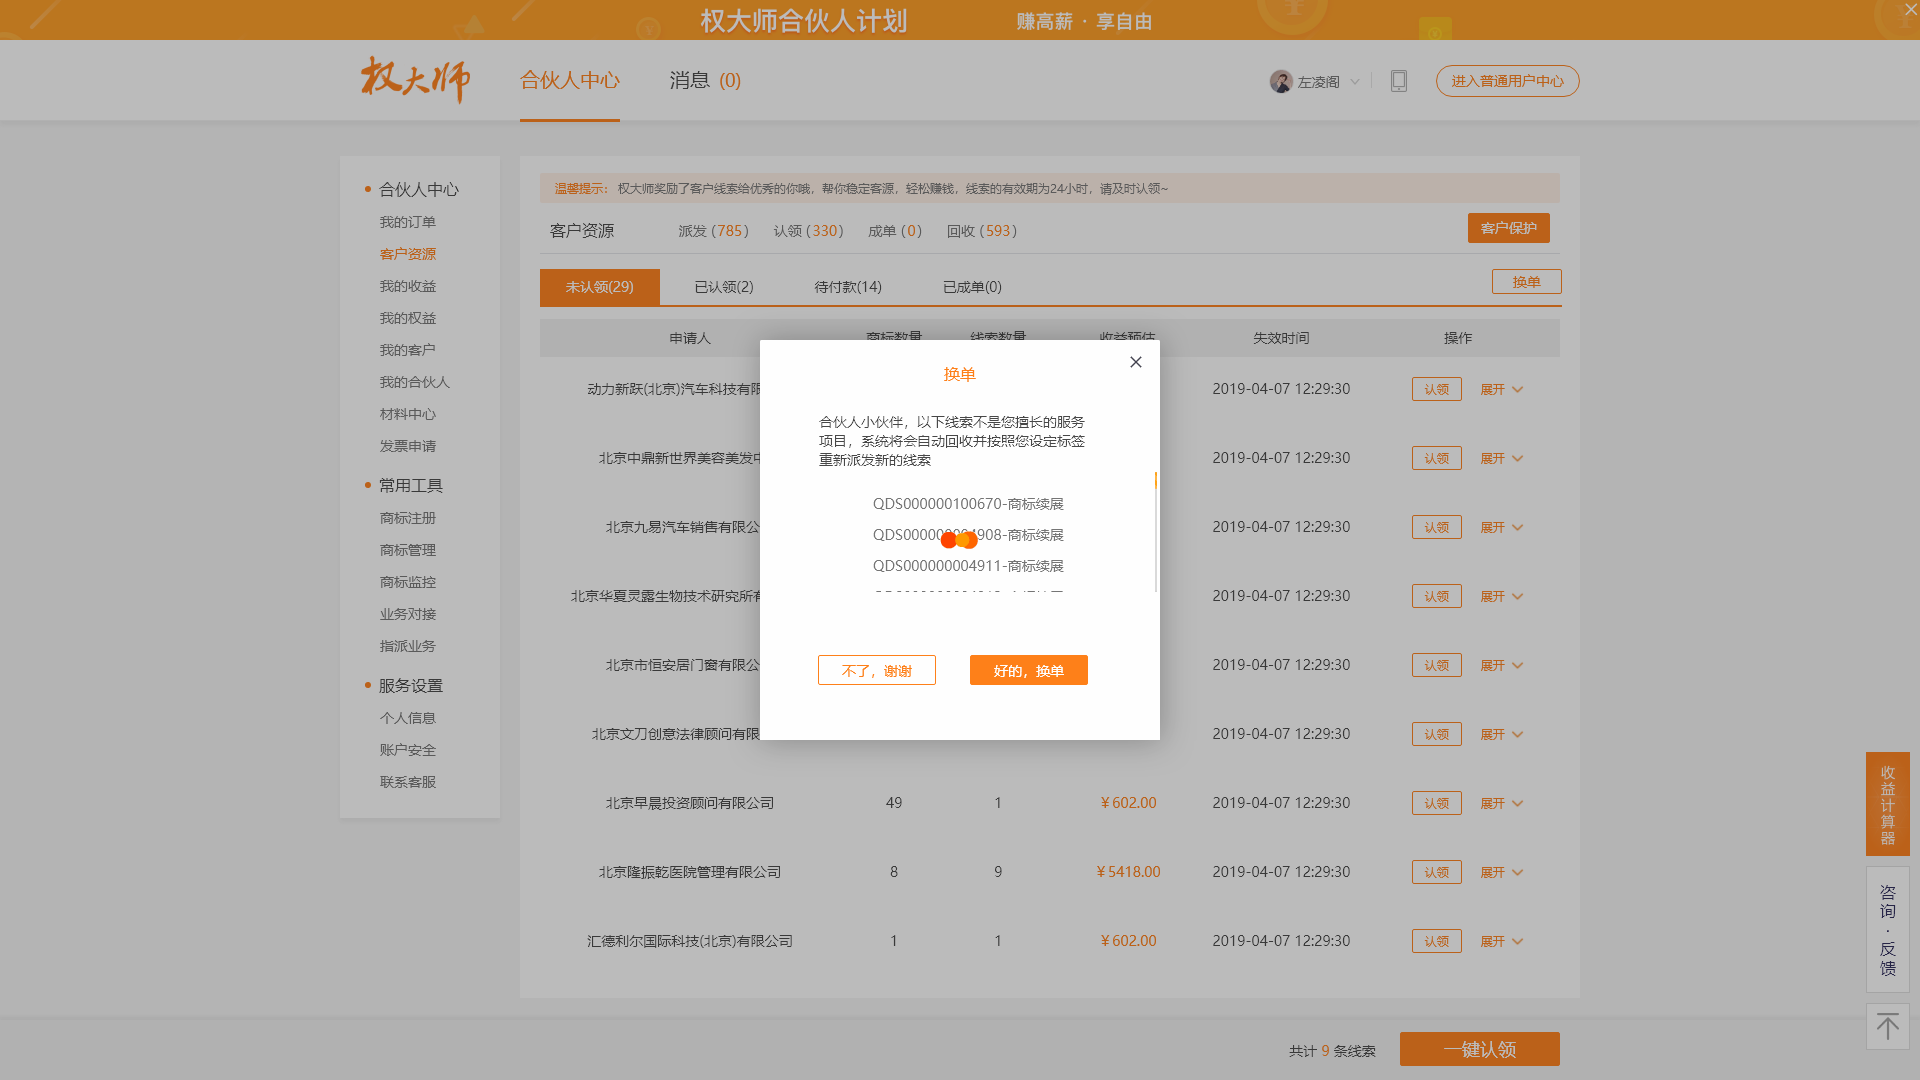 权大师合伙人计划
赚高薪 · 享自由
权大师
合伙人中心
消息 (0)
左凌阁
进入普通用户中心
合伙人中心
我的订单
客户资源
我的收益
我的权益
我的客户
我的合伙人
材料中心
发票申请
常用工具
商标注册
商标管理
商标监控
业务对接
指派业务
服务设置
个人信息
账户安全
联系客服
温馨提示： 权大师奖励了客户线索给优秀的你哦，帮你稳定客源，轻松赚钱，线索的有效期为24小时，请及时认领~
客户资源 派发 (785) 认领 (330) 成单 (0) 回收 (593)
客户保护
未认领(29) 已认领(2) 待付款(14) 已成单(0)
换单
申请人 商标数量 线索数量 收益预估 失效时间 操作
动力新跃(北京)汽车科技有限 2019-04-07 12:29:30 认领 展开
北京中鼎新世界美容美发中 2019-04-07 12:29:30 认领 展开
北京九易汽车销售有限公 2019-04-07 12:29:30 认领 展开
北京华夏灵露生物技术研究所有 2019-04-07 12:29:30 认领 展开
北京市恒安居门窗有限公 2019-04-07 12:29:30 认领 展开
北京文刀创意法律顾问有限 2019-04-07 12:29:30 认领 展开
北京早晨投资顾问有限公司 49 1 ￥602.00 2019-04-07 12:29:30 认领 展开
北京隆振乾医院管理有限公司 8 9 ￥5418.00 2019-04-07 12:29:30 认领 展开
汇德利尔国际科技(北京)有限公司 1 1 ￥602.00 2019-04-07 12:29:30 认领 展开
换单
合伙人小伙伴，以下线索不是您擅长的服务
项目，系统将会自动回收并按照您设定标签
重新派发新的线索
QDS000000100670-商标续展
QDS000000004908-商标续展
QDS000000004911-商标续展
不了，谢谢
好的，换单
共计 9 条线索
一键认领
收益计算器
咨询·反馈